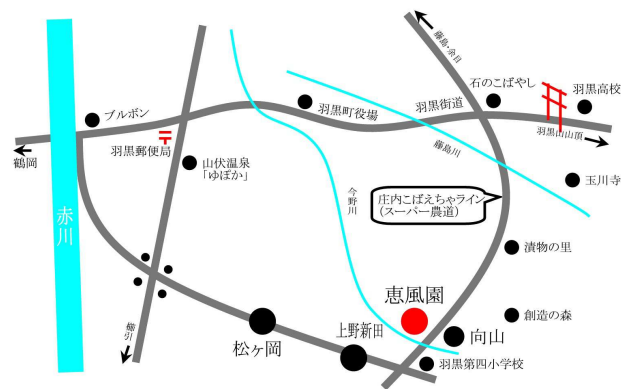 藤島・余目
石のこばやし
羽黒高校
ブルボン
羽黒町役場
羽黒街道
羽黒山山頂
鶴岡
羽黒郵便局
藤島川
山伏温泉
「ゆぽか」
玉川寺
今野川
庄内こばえちゃライン
(スーパー農道)
赤川
漬物の里
恵風園
創造の森
櫛引
上野新田
向山
松ヶ岡
羽黒第四小学校